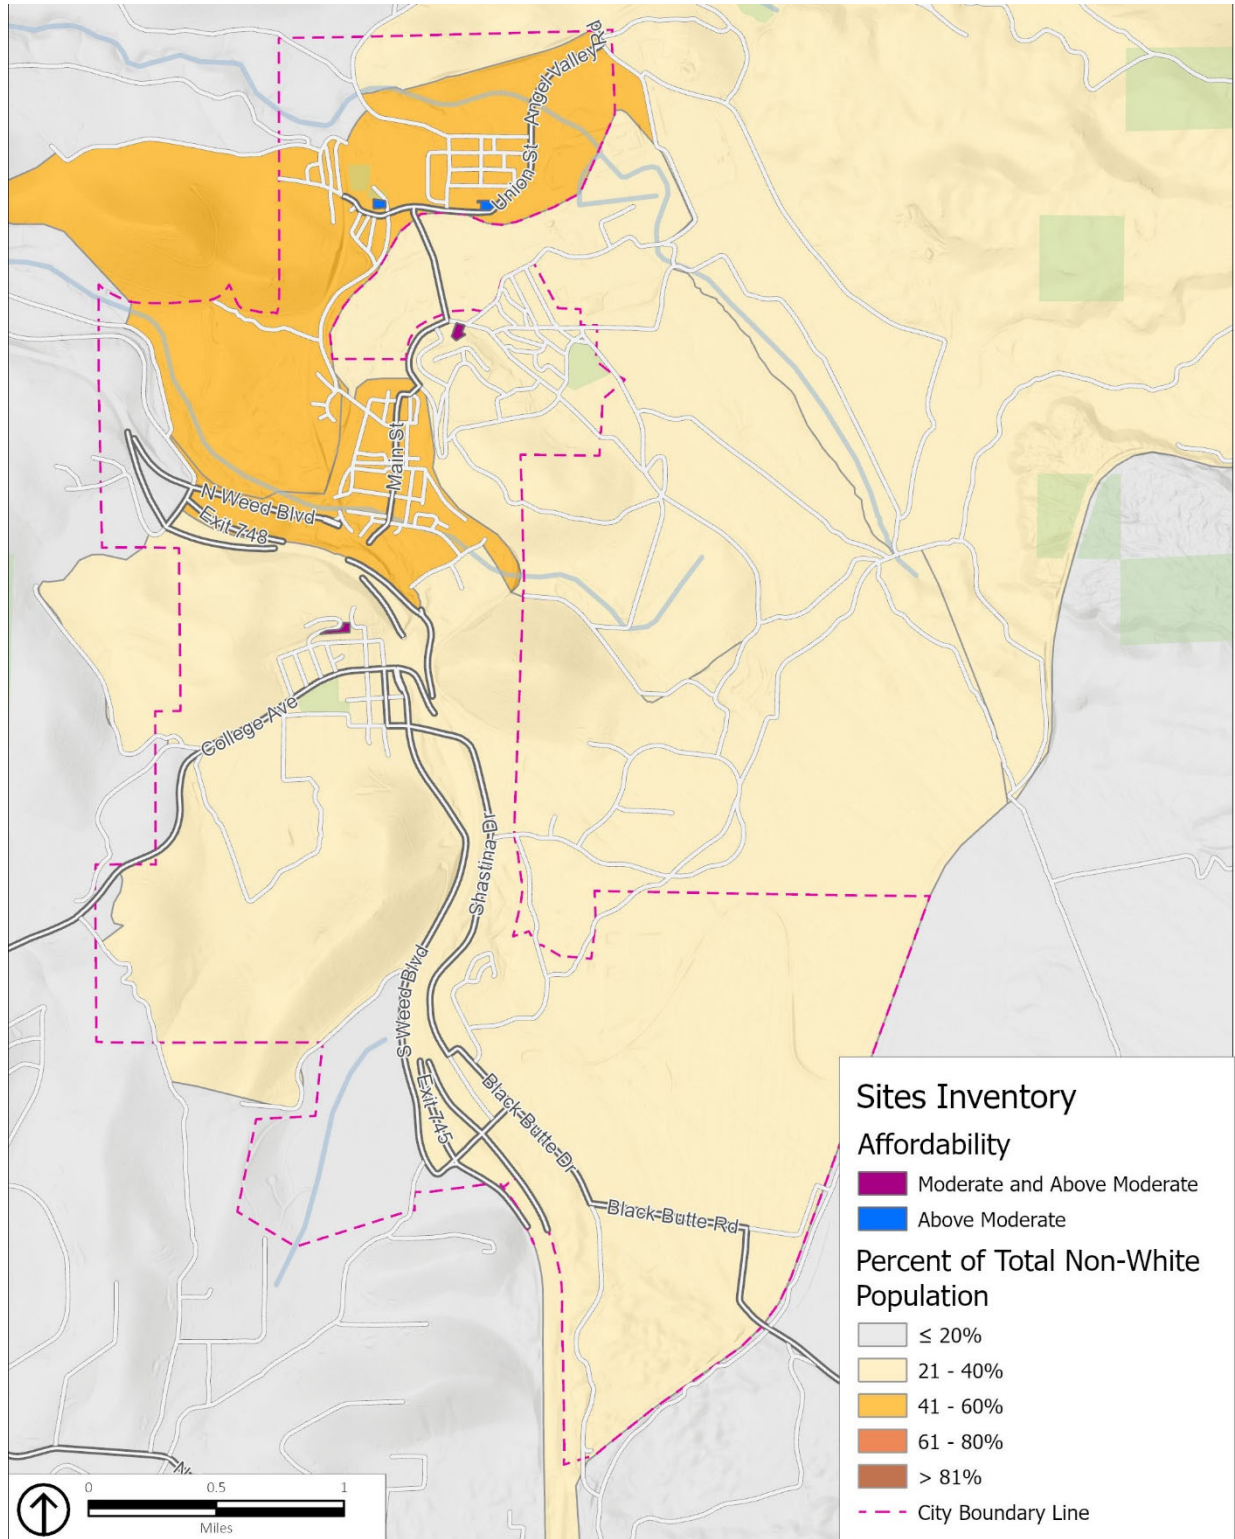 Angel Valley Rd
Union St
Main St
N Weed Blvd
Exit 748
College Ave
Shastina Dr
S Weed Blvd
Exit 745
Black Butte Dr
Black Butte Rd
Sites Inventory
Affordability
Moderate and Above Moderate
Above Moderate
Percent of Total Non-White
Population
≤ 20%
21 - 40%
41 - 60%
61 - 80%
> 81%
City Boundary Line
0 0.5 1
Miles